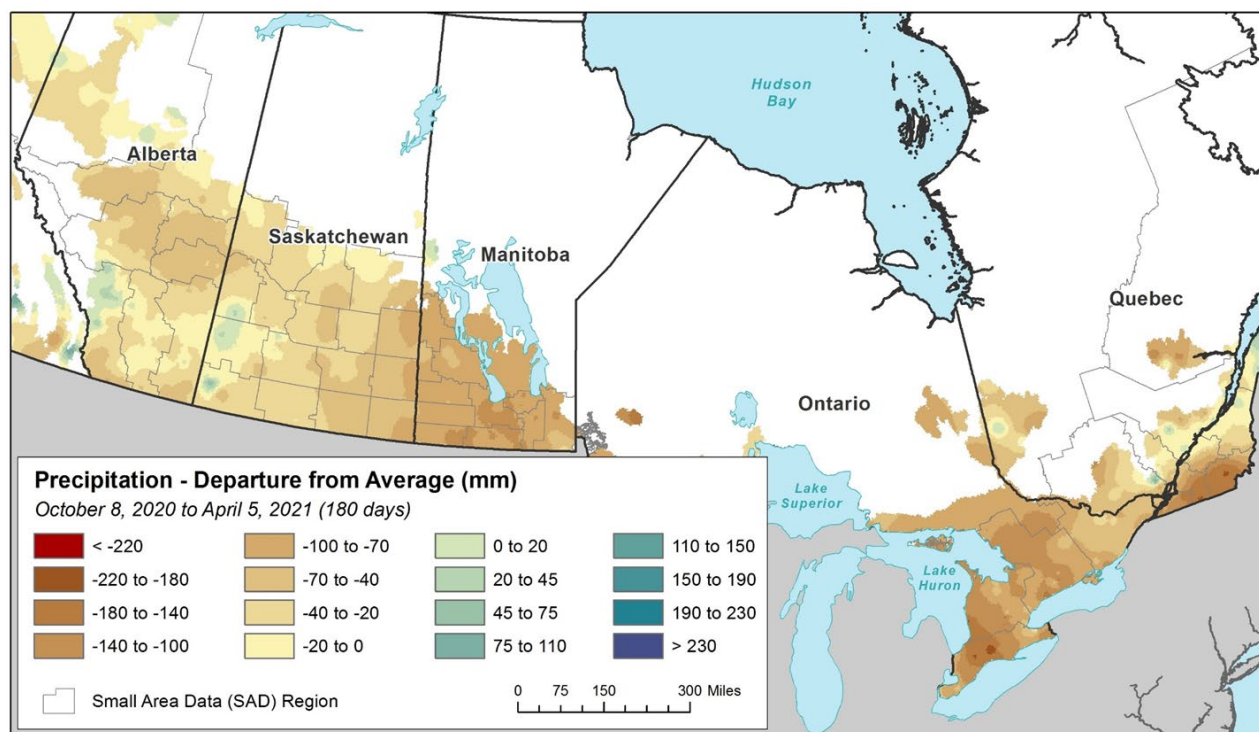 Hudson
Bay
Alberta
Saskatchewan
Manitoba
Quebec
Ontario
Lake
Superior
Lake
Huron
Precipitation - Departure from Average (mm)
October 8, 2020 to April 5, 2021 (180 days)
< -220
-100 to -70
0 to 20
110 to 150
-220 to -180
-70 to -40
20 to 45
150 to 190
-180 to -140
-40 to -20
45 to 75
190 to 230
-140 to -100
-20 to 0
75 to 110
> 230
Small Area Data (SAD) Region
0 75 150 300 Miles